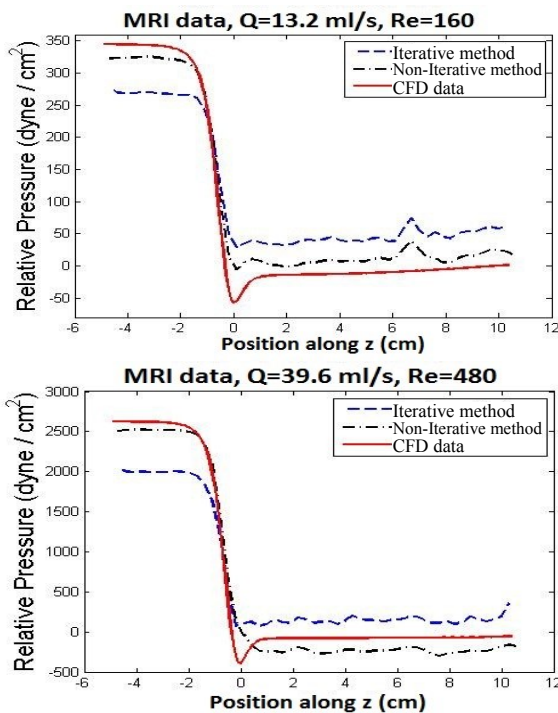 MRI data, Q=13.2 ml/s, Re=160
Relative Pressure (dyne / cm²)
350
300
250
200
150
100
50
0
-50
Iterative method
Non-Iterative method
CFD data
-6 -4 -2 0 2 4 6 8 10 12
Position along z (cm)
MRI data, Q=39.6 ml/s, Re=480
Relative Pressure (dyne / cm²)
3000
2500
2000
1500
1000
500
0
-500
Iterative method
Non-Iterative method
CFD data
-6 -4 -2 0 2 4 6 8 10 12
Position along z (cm)